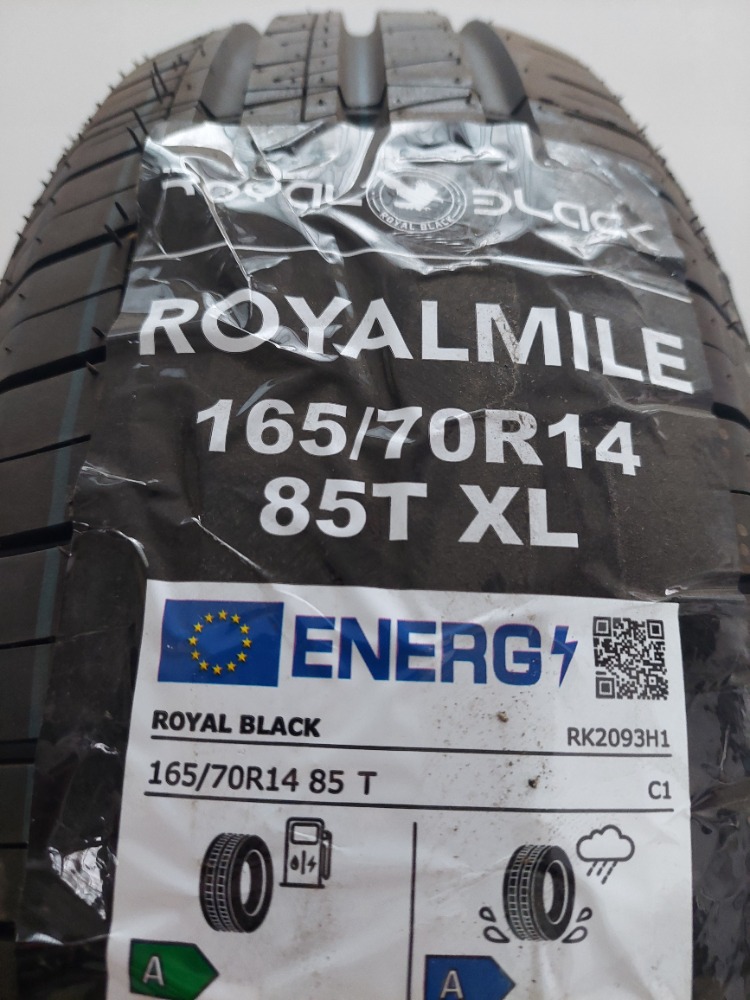 ROYAL BLACK
ROYAL BLACK
ROYALMILE
165/70R14
85T XL
ENERG
ROYAL BLACK
RK2093H1
165/70R14 85 T
C1
A
A